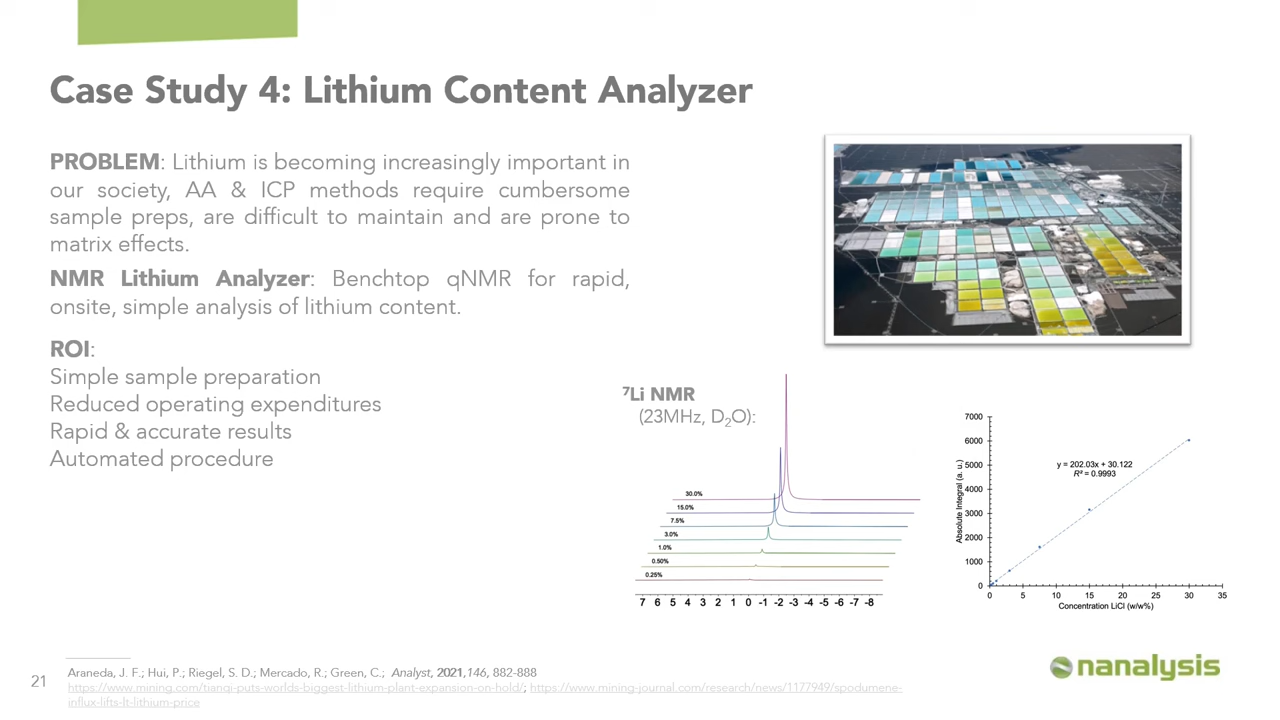 Case Study 4: Lithium Content Analyzer
PROBLEM: Lithium is becoming increasingly important in
our society, AA & ICP methods require cumbersome
sample preps, are difficult to maintain and are prone to
matrix effects.
NMR Lithium Analyzer: Benchtop qNMR for rapid,
onsite, simple analysis of lithium content.
ROI:
Simple sample preparation
Reduced operating expenditures
Rapid & accurate results
Automated procedure
⁷Li NMR
(23MHz, D₂O):
30.0%
15.0%
7.5%
3.0%
1.0%
0.50%
0.25%
7 6 5 4 3 2 1 0 -1 -2 -3 -4 -5 -6 -7 -8
7000
6000
5000
4000
3000
2000
1000
0
Absolute Integral (a. u.)
y = 202.03x + 30.122
R² = 0.9993
0 5 10 15 20 25 30 35
Concentration LiCl (w/w%)
Araneda, J. F.; Hui, P.; Riegel, S. D.; Mercado, R.; Green, C.; Analyst, 2021,146, 882-888
https://www.mining.com/tianqi-puts-worlds-biggest-lithium-plant-expansion-on-hold/; https://www.mining-journal.com/research/news/1177949/spodumene-
influx-lifts-lt-lithium-price
21
nanalysis